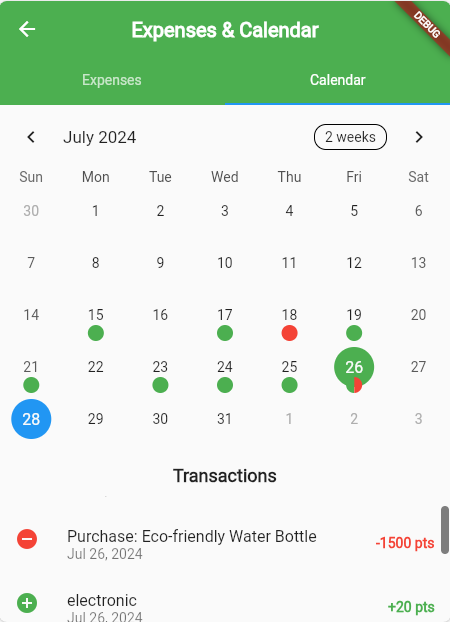 Expenses & Calendar
DEBUG
Expenses Calendar
July 2024 2 weeks
Sun Mon Tue Wed Thu Fri Sat
30 1 2 3 4 5 6
7 8 9 10 11 12 13
14 15 16 17 18 19 20
21 22 23 24 25 26 27
28 29 30 31 1 2 3
Transactions
Purchase: Eco-friendly Water Bottle
-1500 pts
Jul 26, 2024
electronic
+20 pts
Jul 26, 2024